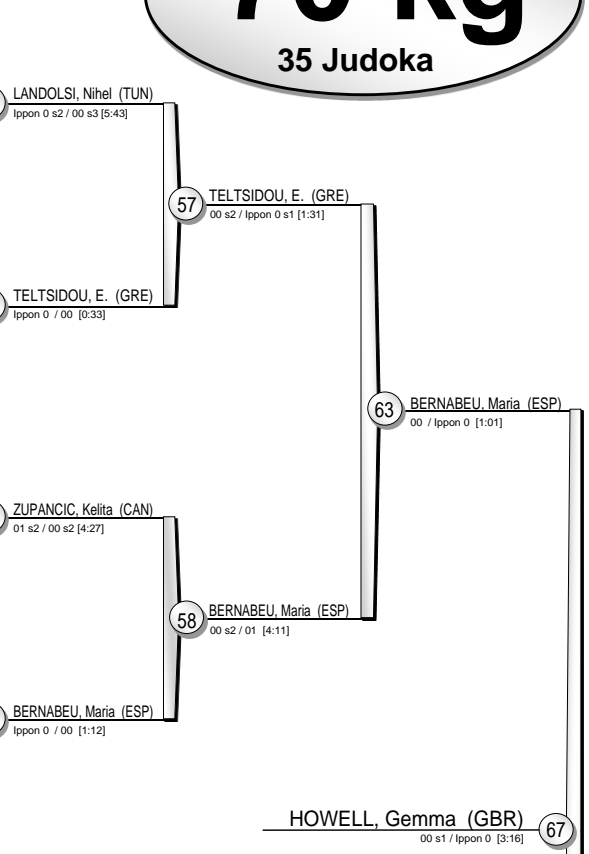 70 Kg
35 Judoka
LANDOLSI, Nihel (TUN)
Ippon 0 s2 / 00 s3 [5:43]
57
TELTSIDOU, E. (GRE)
00 s2 / Ippon 0 s1 [1:31]
TELTSIDOU, E. (GRE)
Ippon 0 / 00 [0:33]
63
BERNABEU, Maria (ESP)
00 / Ippon 0 [1:01]
ZUPANCIC, Kelita (CAN)
01 s2 / 00 s2 [4:27]
58
BERNABEU, Maria (ESP)
00 s2 / 01 [4:11]
BERNABEU, Maria (ESP)
Ippon 0 / 00 [1:12]
HOWELL, Gemma (GBR)
00 s1 / Ippon 0 [3:16]
67